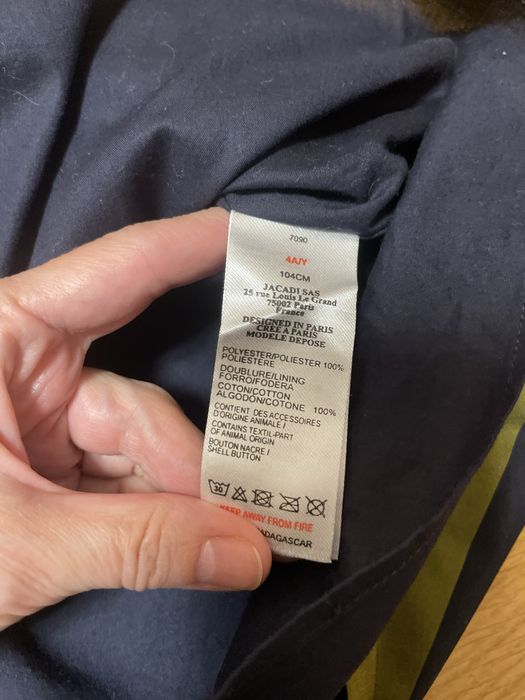 7090
4A/Y
104CM
JACADI SAS
25 rue Louis Le Grand
75002 Paris
France
DESIGNED IN PARIS
CREE A PARIS
MODELE DEPOSE
POLYESTER/POLIESTER 100%
POLIESTERE
DOUBLURE/LINING
FORRO/FODERA
COTON/COTTON
ALGODON/COTONE 100%
CONTIENT DES ACCESSOIRES
D'ORIGINE ANIMALE /
CONTAINS TEXTIL-PART
OF ANIMAL ORIGIN
BOUTON NACRE /
SHELL BUTTON
30
KEEP AWAY FROM FIRE
MADAGASCAR